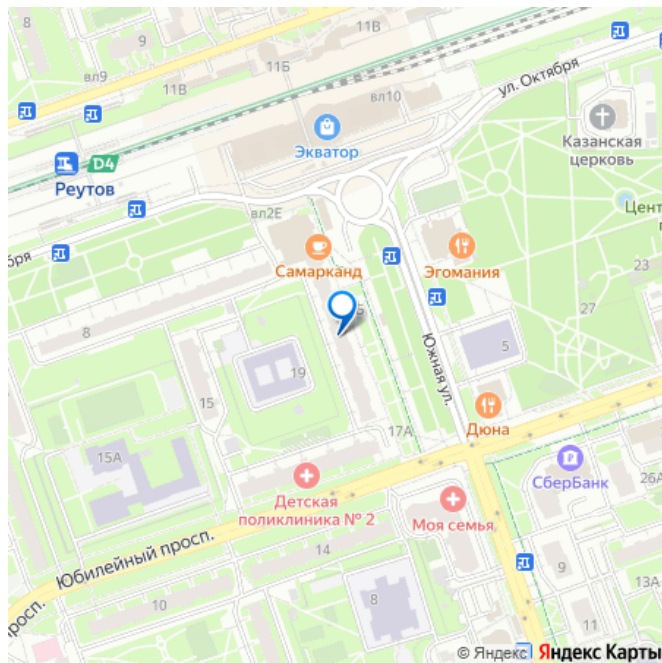 8
9
11В
11В
11Б
вл9
вл10
ул. Октября
Экватор
Казанская
церковь
D4
Реутов
вл2Е
Цент
п
бря
Самарканд
Эгомания
23
27
8
Южная ул.
5
19
15
17А
Дюна
15А
СберБанк
26А
Детская
поликлиника № 2
Моя семья
Юбилейный просп.
14
просп.
10
8
9
13А
11
© Яндекс Яндекс Карты